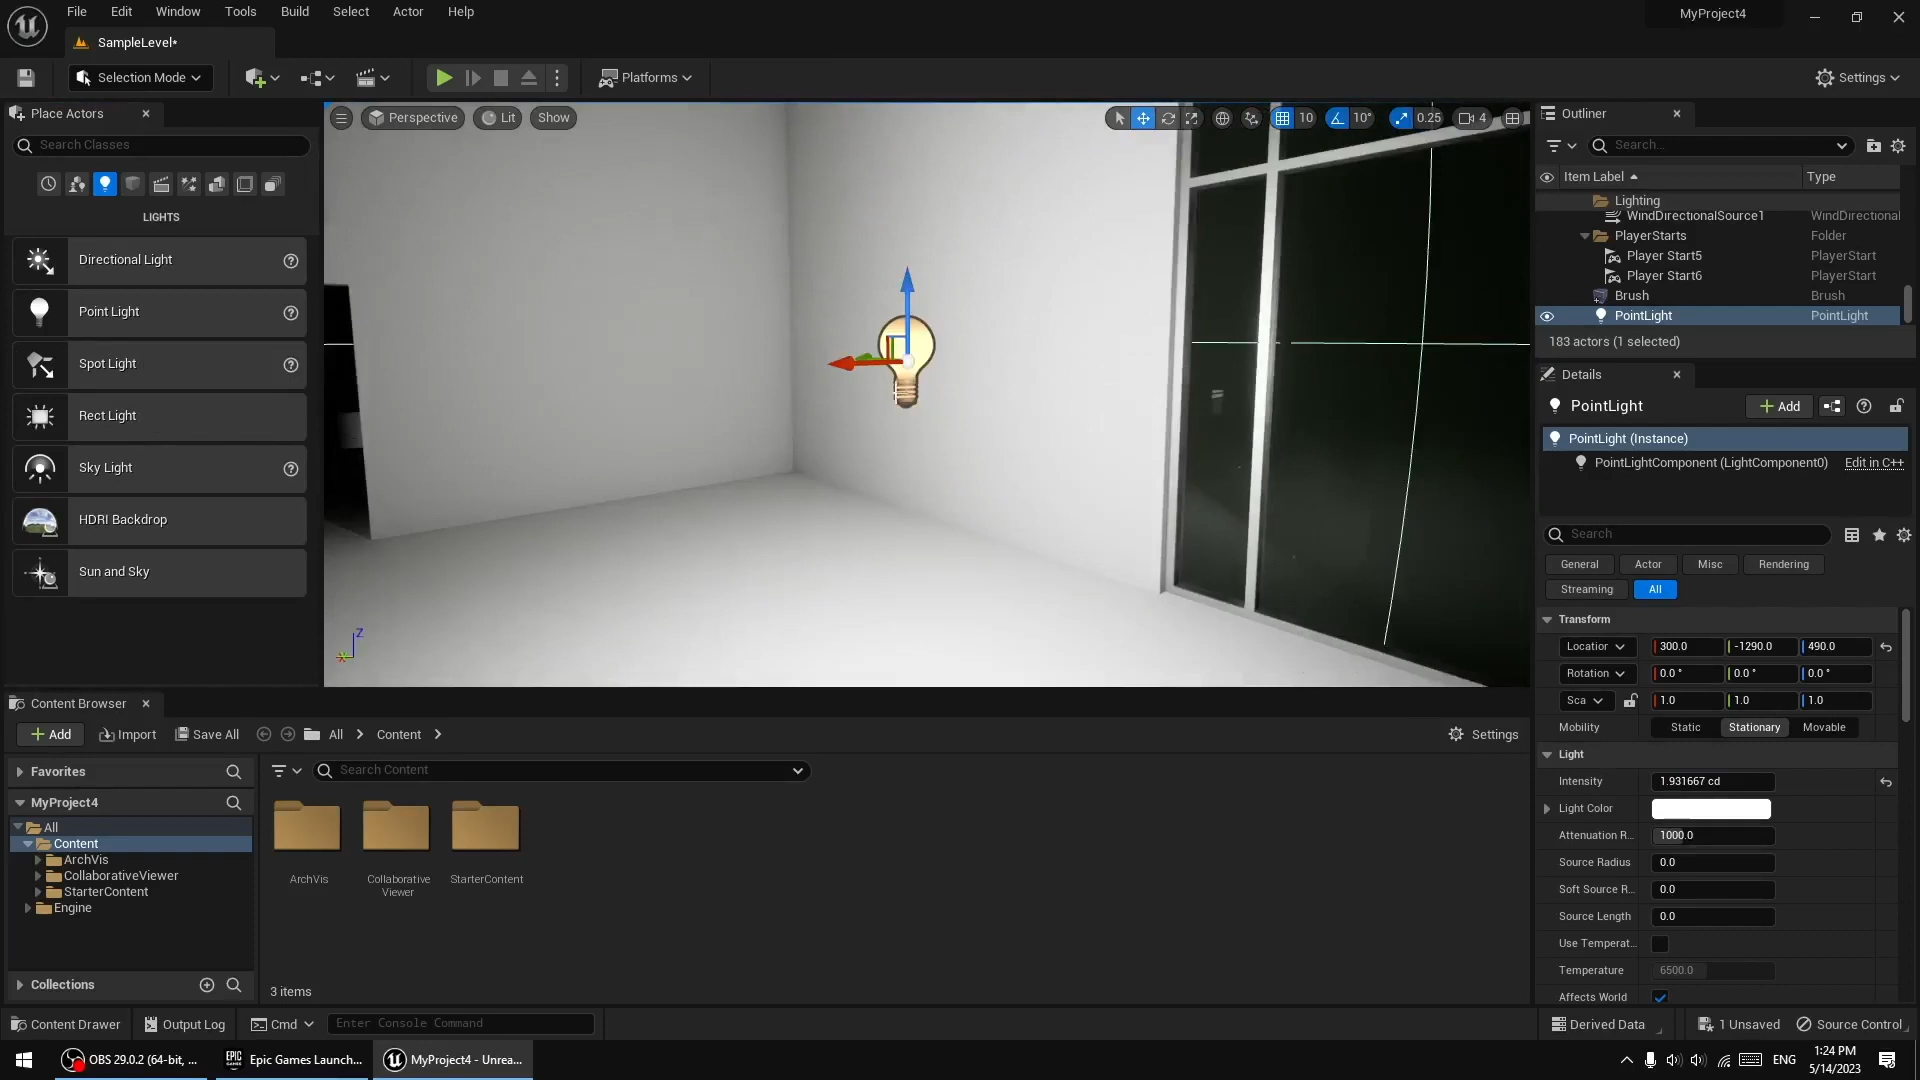 File Edit Window Tools Build Select Actor Help
MyProject4
SampleLevel*
Selection Mode
Platforms
Settings
Place Actors
Search Classes
LIGHTS
Directional Light
Point Light
Spot Light
Rect Light
Sky Light
HDRI Backdrop
Sun and Sky
Perspective Lit Show
10 10° 0.25 4
Z
Outliner
Search...
Item Label Type
Lighting
WindDirectionalSource1 WindDirectional
PlayerStarts Folder
Player Start5 PlayerStart
Player Start6 PlayerStart
Brush Brush
PointLight PointLight
183 actors (1 selected)
Details
PointLight Add
PointLight (Instance)
PointLightComponent (LightComponent0) Edit in C++
Search
General Actor Misc Rendering
Streaming All
Transform
Locatior 300.0 -1290.0 490.0
Rotation 0.0 ° 0.0 ° 0.0 °
Sca 1.0 1.0 1.0
Mobility Static Stationary Movable
Light
Intensity 1.931667 cd
Light Color
Attenuation R... 1000.0
Source Radius 0.0
Soft Source R... 0.0
Source Length 0.0
Use Temperat...
Temperature 6500.0
Affects World
Content Browser
Add Import Save All All Content Settings
Favorites
MyProject4
All
Content
ArchVis
CollaborativeViewer
StarterContent
Engine
Collections
Search Content
ArchVis
Collaborative
Viewer
StarterContent
3 items
Content Drawer Output Log Cmd Enter Console Command Derived Data 1 Unsaved Source Control
OBS 29.0.2 (64-bit, ... EPIC Epic Games Launch... MyProject4 - Unrea... ENG
1:24 PM
5/14/2023